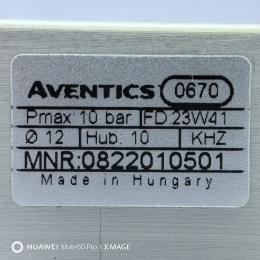 AVENTICS 0670
Pmax: 10 bar FD:23W41
Ø 12 Hub: 10 KHZ
MNR:0822010501
Made in Hungary
HUAWEI Mate60 Pro | XMAGE